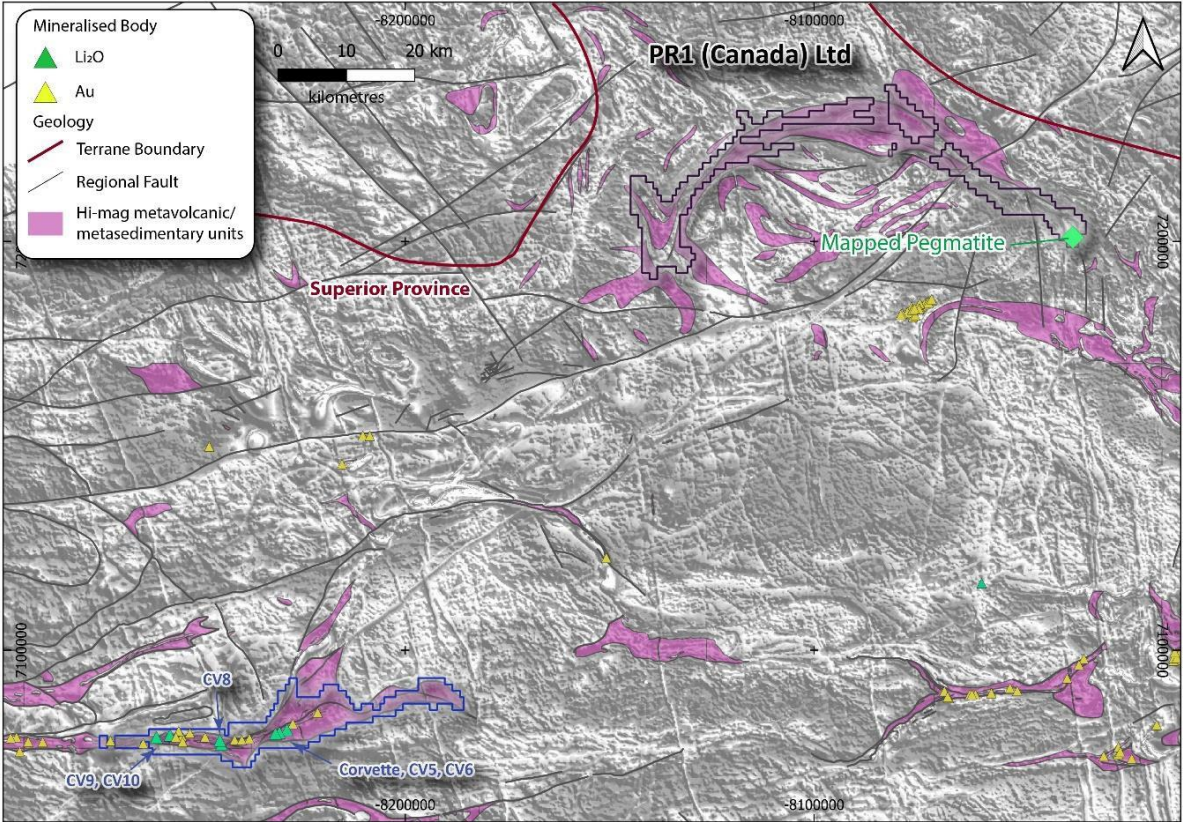 Mineralised Body
Li₂O
Au
Geology
Terrane Boundary
Regional Fault
Hi-mag metavolcanic/
metasedimentary units
-8200000
-8100000
0 10 20 km
kilometres
PR1 (Canada) Ltd
7200000
Mapped Pegmatite
Superior Province
7100000
7100000
CV8
CV9, CV10
Corvette, CV5, CV6
-8200000
-8100000